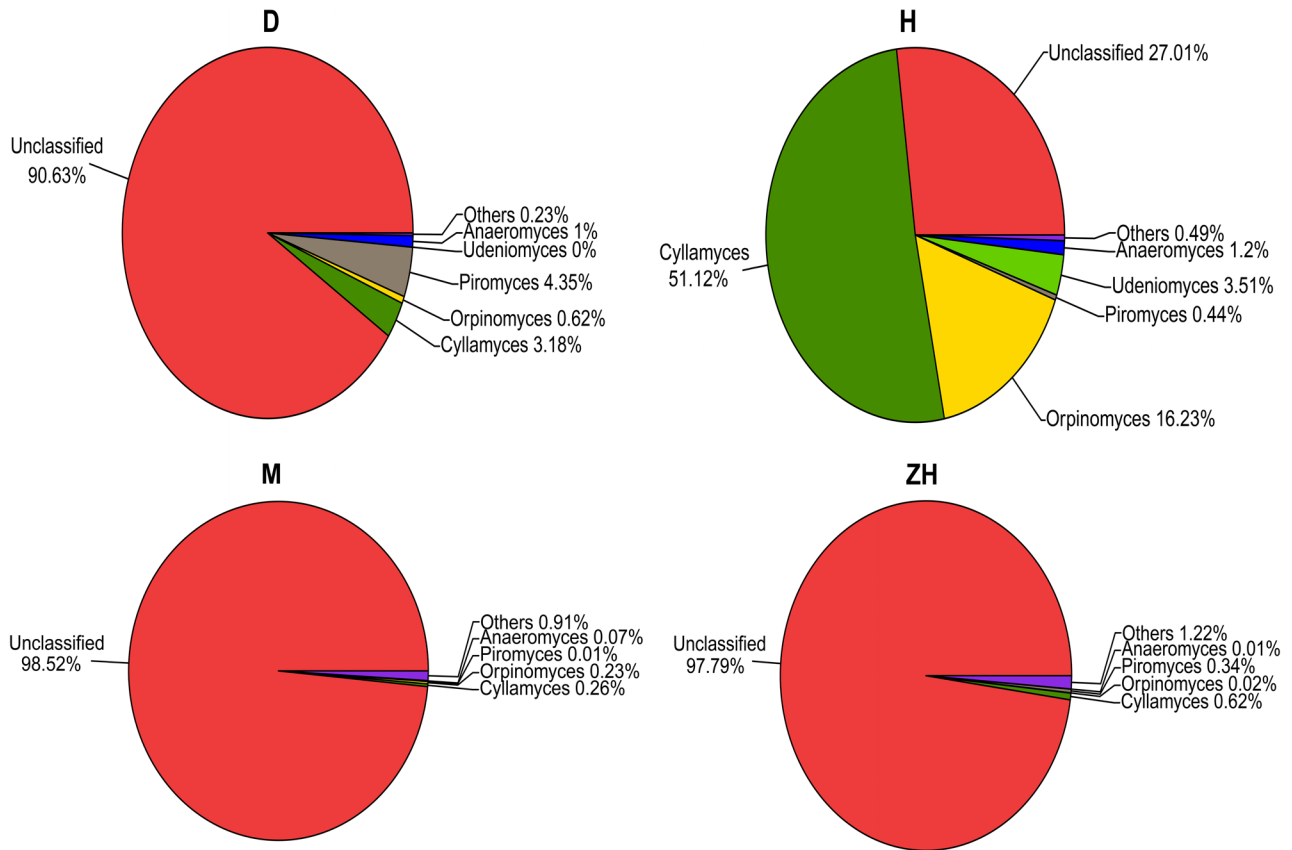 D
Unclassified
90.63%
Others 0.23%
Anaeromyces 1%
Udeniomyces 0%
Piromyces 4.35%
Orpinomyces 0.62%
Cyllamyces 3.18%
H
Unclassified 27.01%
Cyllamyces
51.12%
Others 0.49%
Anaeromyces 1.2%
Udeniomyces 3.51%
Piromyces 0.44%
Orpinomyces 16.23%
M
Unclassified
98.52%
Others 0.91%
Anaeromyces 0.07%
Piromyces 0.01%
Orpinomyces 0.23%
Cyllamyces 0.26%
ZH
Unclassified
97.79%
Others 1.22%
Anaeromyces 0.01%
Piromyces 0.34%
Orpinomyces 0.02%
Cyllamyces 0.62%